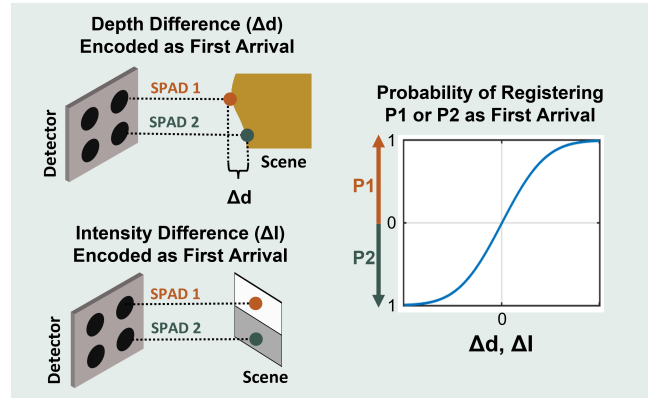 Depth Difference (Δd)
Encoded as First Arrival
SPAD 1
SPAD 2
Detector
Scene
Δd
Intensity Difference (ΔI)
Encoded as First Arrival
SPAD 1
SPAD 2
Detector
Scene
Probability of Registering
P1 or P2 as First Arrival
1
P1
0
P2
1
0
Δd, ΔI